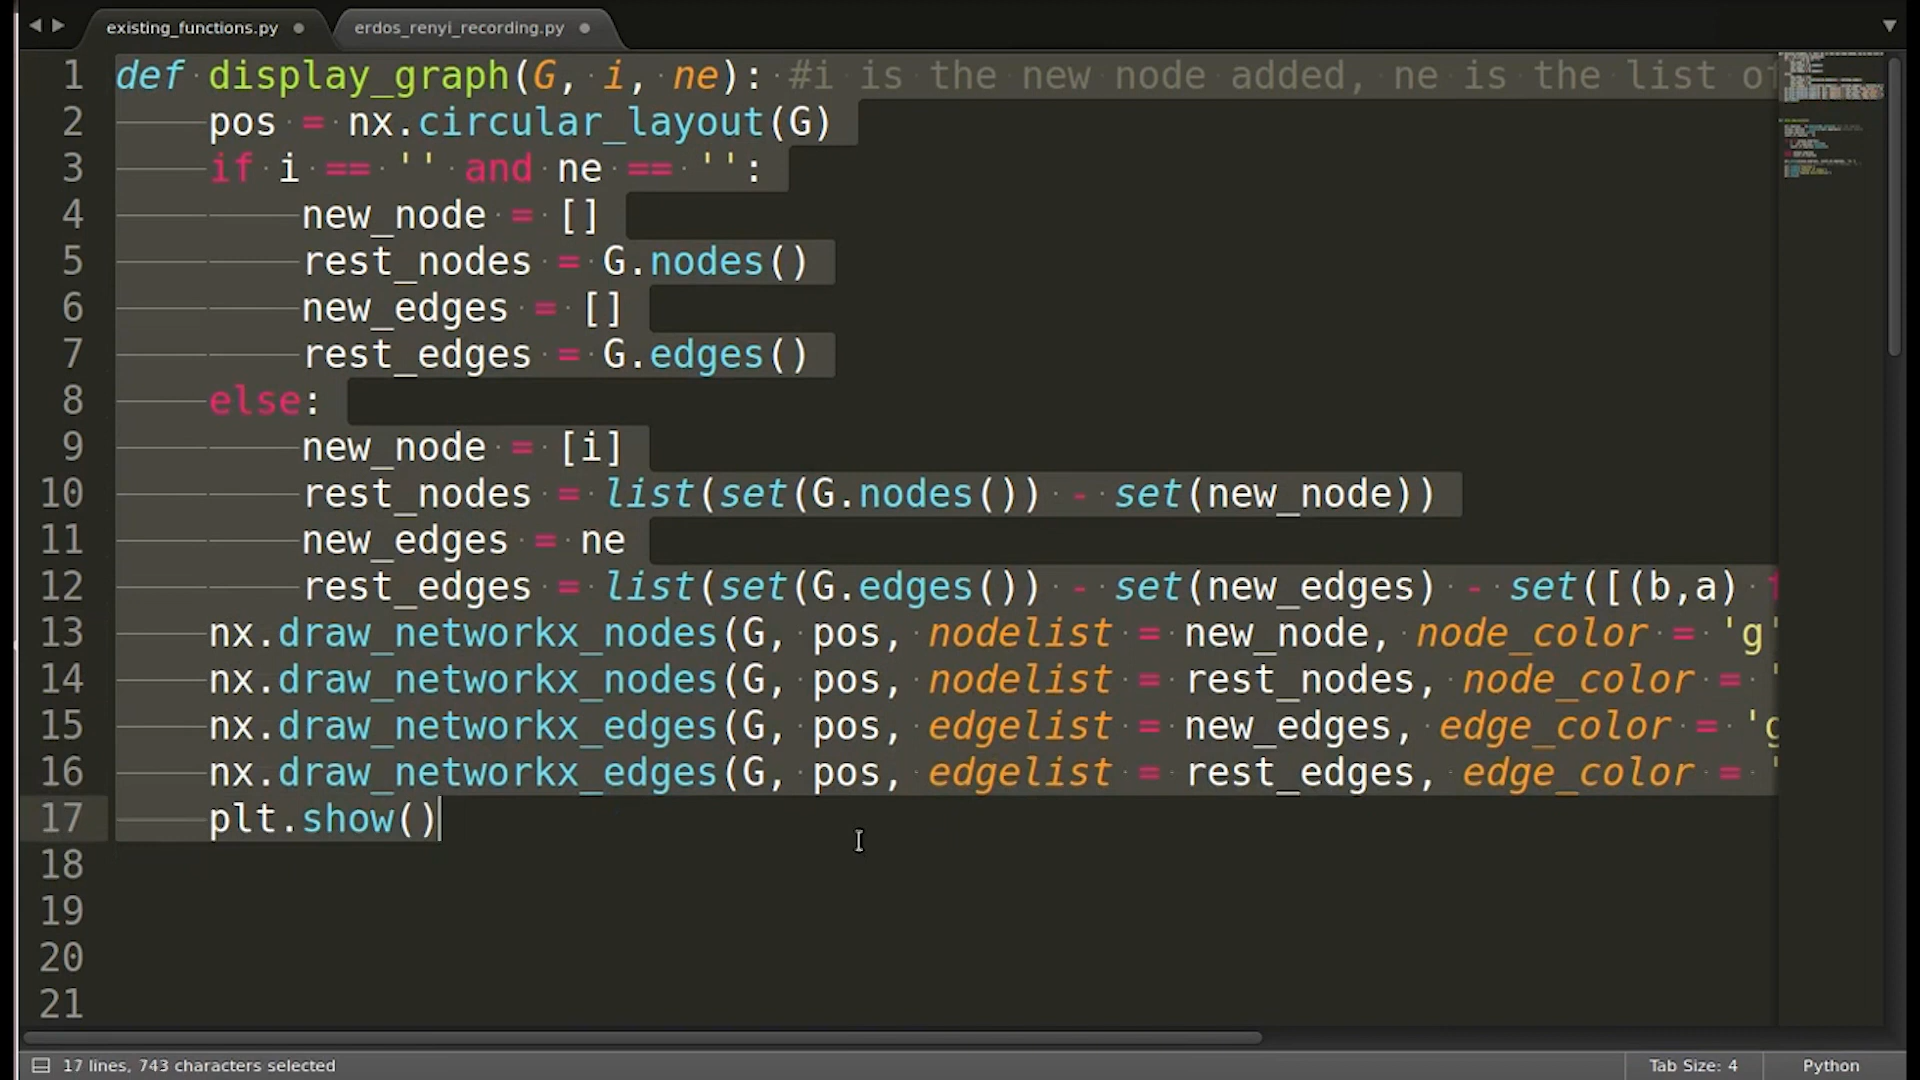 existing_functions.py
erdos_renyi_recording.py
1 def display_graph(G, i, ne): #i is the new node added, ne is the list of
2 pos = nx.circular_layout(G)
3 if i == '' and ne == '':
4 new_node = []
5 rest_nodes = G.nodes()
6 new_edges = []
7 rest_edges = G.edges()
8 else:
9 new_node = [i]
10 rest_nodes = list(set(G.nodes()) - set(new_node))
11 new_edges = ne
12 rest_edges = list(set(G.edges()) - set(new_edges) - set([(b,a)
13 nx.draw_networkx_nodes(G, pos, nodelist = new_node, node_color = 'g'
14 nx.draw_networkx_nodes(G, pos, nodelist = rest_nodes, node_color = '
15 nx.draw_networkx_edges(G, pos, edgelist = new_edges, edge_color = 'g
16 nx.draw_networkx_edges(G, pos, edgelist = rest_edges, edge_color = '
17 plt.show()
18
19
20
21
17 lines, 743 characters selected
Tab Size: 4
Python